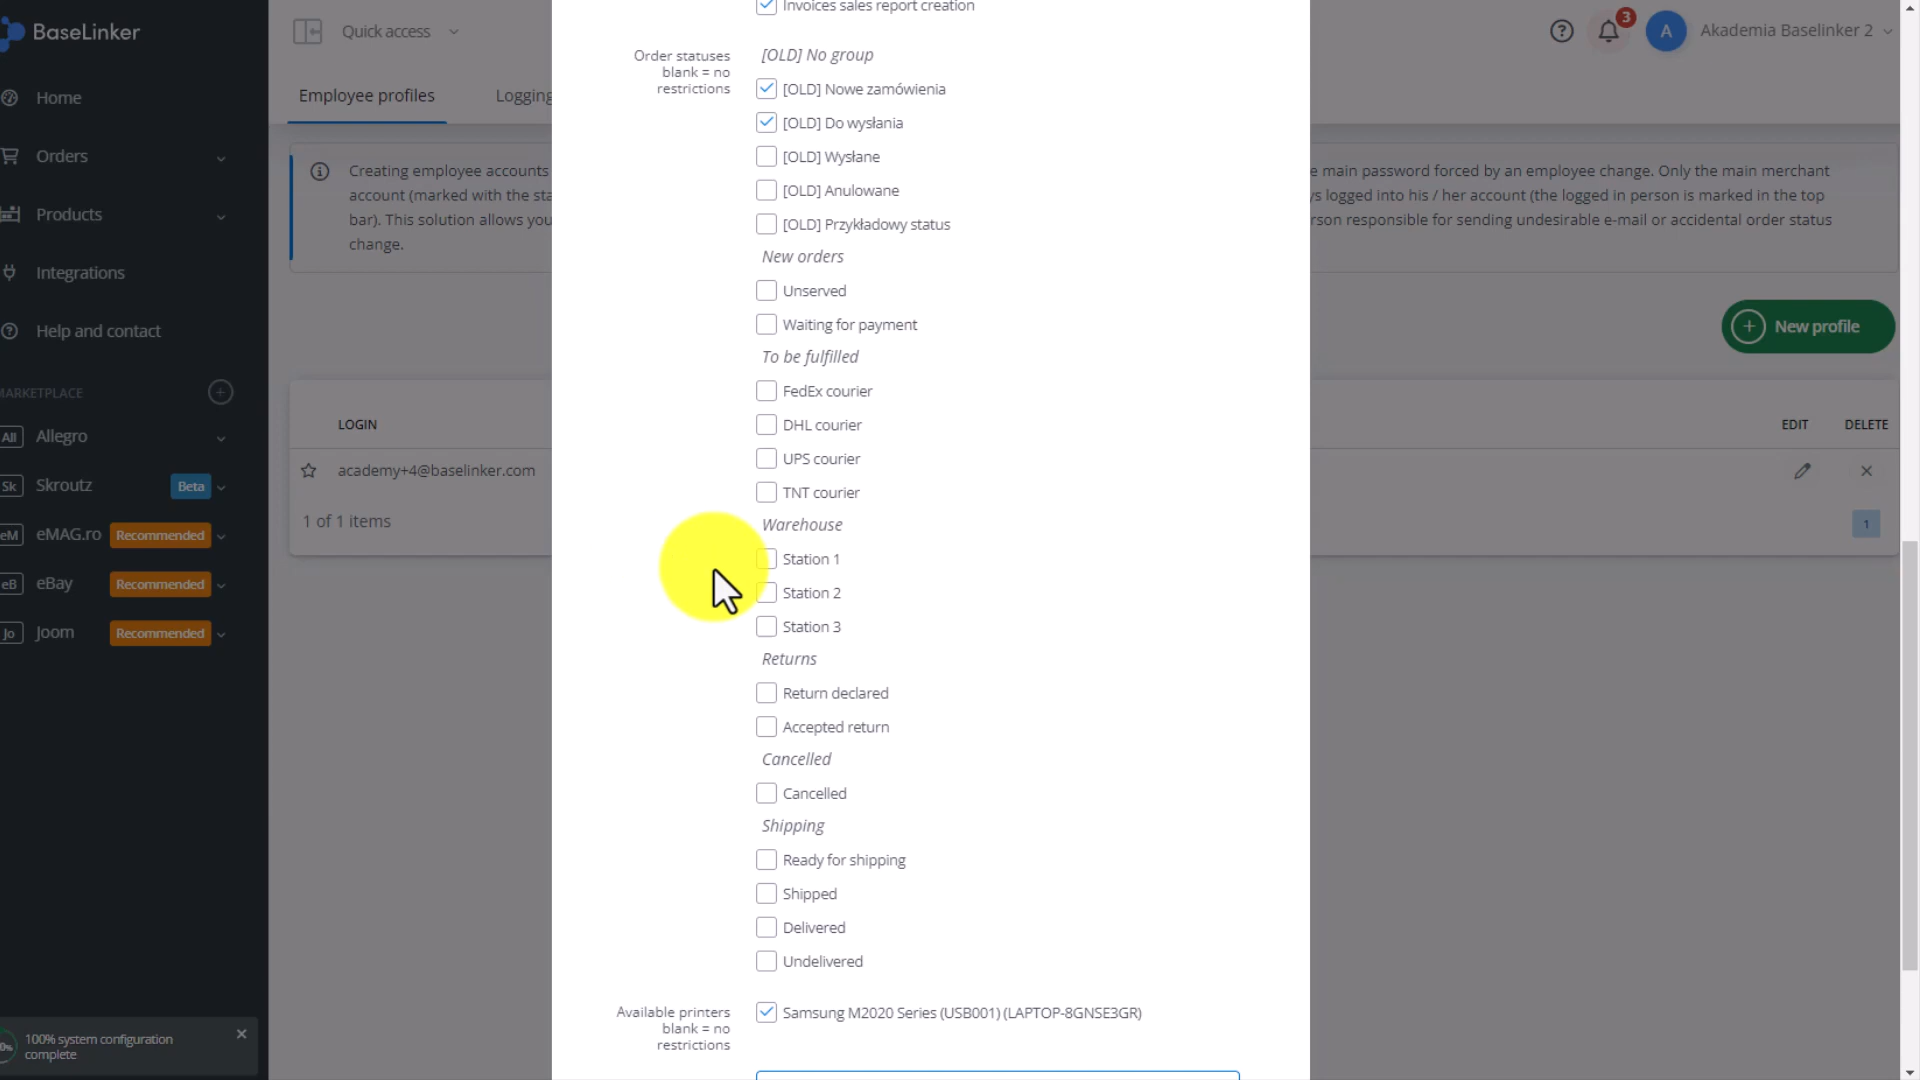 BaseLinker
Quick access
3
A
Akademia Baselinker 2
Home
Orders
Products
Integrations
Help and contact
MARKETPLACE
All Allegro
Sk Skroutz Beta
eM eMAG.ro Recommended
eB eBay Recommended
Jo Joom Recommended
100% system configuration
complete
Employee profiles
Logging
Creating employee accounts
account (marked with the sta
bar). This solution allows you
change.
e main password forced by an employee change. Only the main merchant
ys logged into his / her account (the logged in person is marked in the top
rson responsible for sending undesirable e-mail or accidental order status
New profile
LOGIN
EDIT
DELETE
academy+4@baselinker.com
1 of 1 items
1
Invoices sales report creation
Order statuses
blank = no
restrictions
[OLD] No group
[OLD] Nowe zamówienia
[OLD] Do wysłania
[OLD] Wysłane
[OLD] Anulowane
[OLD] Przykładowy status
New orders
Unserved
Waiting for payment
To be fulfilled
FedEx courier
DHL courier
UPS courier
TNT courier
Warehouse
Station 1
Station 2
Station 3
Returns
Return declared
Accepted return
Cancelled
Cancelled
Shipping
Ready for shipping
Shipped
Delivered
Undelivered
Available printers
blank = no
restrictions
Samsung M2020 Series (USB001) (LAPTOP-8GNSE3GR)